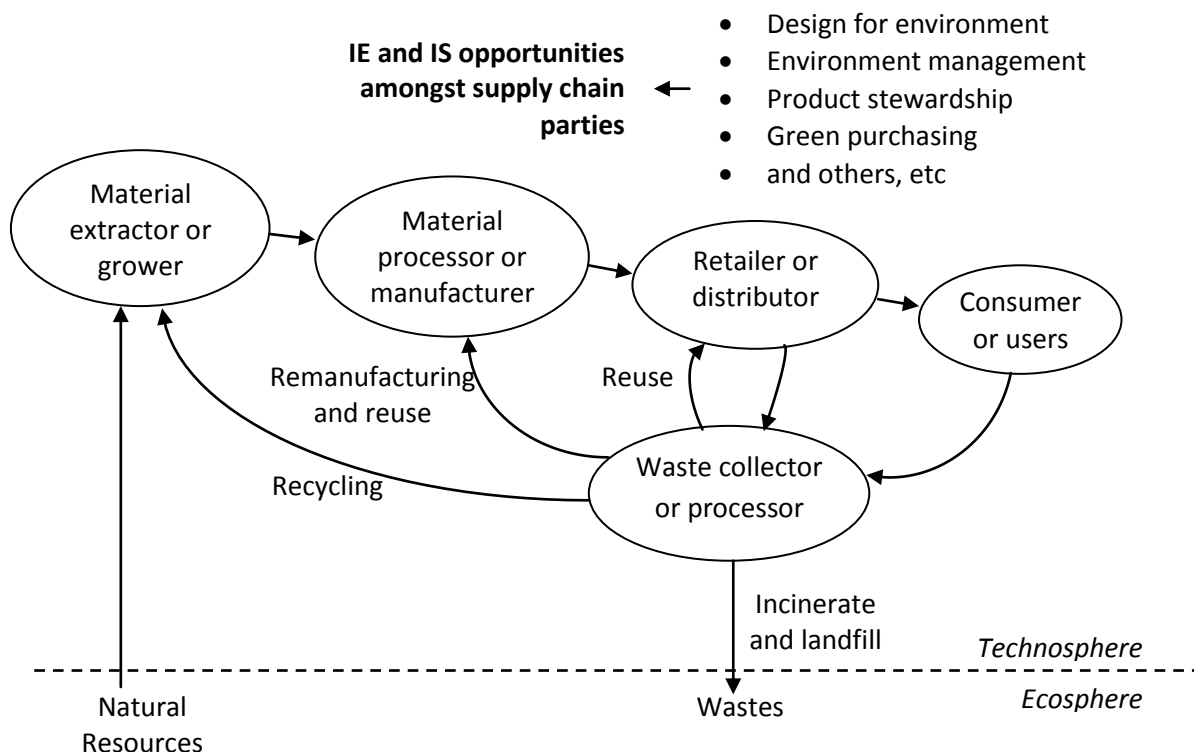 IE and IS opportunities
amongst supply chain
parties
• Design for environment
• Environment management
• Product stewardship
• Green purchasing
• and others, etc
Material
extractor or
grower
Material
processor or
manufacturer
Retailer or
distributor
Consumer
or users
Remanufacturing
and reuse
Reuse
Recycling
Waste collector
or processor
Incinerate
and landfill
Technosphere
Ecosphere
Natural
Resources
Wastes